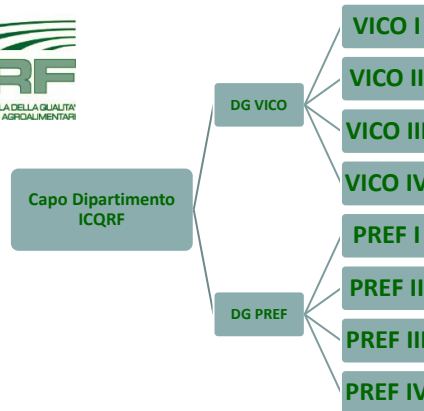 RF
LA DELLA QUALITA'
AGROALIMENTARI
VICO I
VICO II
DG VICO
VICO III
VICO IV
Capo Dipartimento
ICQRF
PREF I
PREF II
DG PREF
PREF III
PREF IV